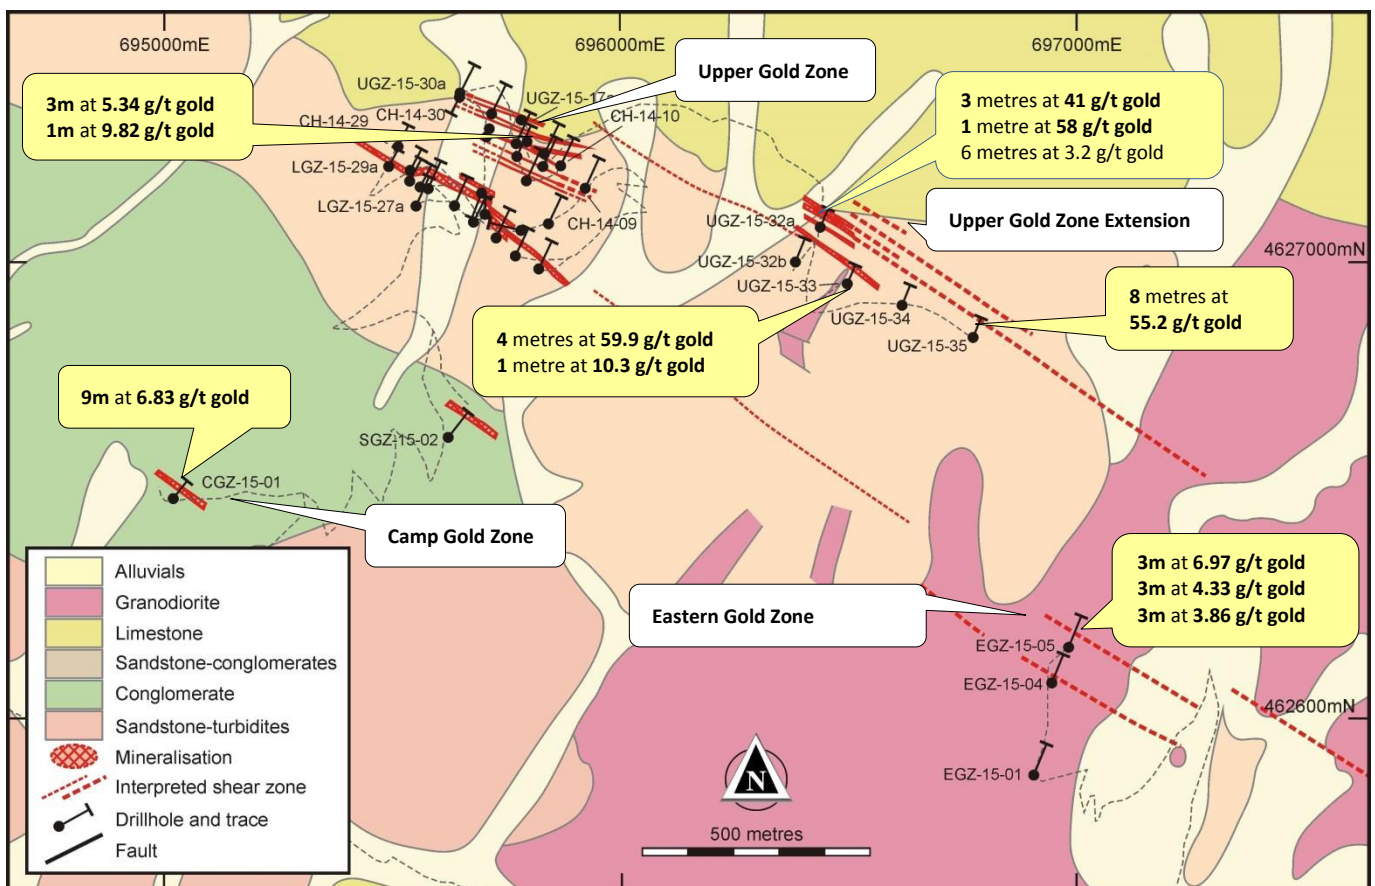 695000mE
696000mE
697000mE
Upper Gold Zone
3m at 5.34 g/t gold
1m at 9.82 g/t gold
3 metres at 41 g/t gold
1 metre at 58 g/t gold
6 metres at 3.2 g/t gold
UGZ-15-30a
UGZ-15-17a
CH-14-30
CH-14-29
CH-14-10
LGZ-15-29a
LGZ-15-27a
CH-14-09
UGZ-15-32a
Upper Gold Zone Extension
UGZ-15-32b
4627000mN
UGZ-15-33
UGZ-15-34
UGZ-15-35
8 metres at
55.2 g/t gold
4 metres at 59.9 g/t gold
1 metre at 10.3 g/t gold
9m at 6.83 g/t gold
SGZ-15-02
CGZ-15-01
Camp Gold Zone
3m at 6.97 g/t gold
3m at 4.33 g/t gold
3m at 3.86 g/t gold
Eastern Gold Zone
EGZ-15-05
EGZ-15-04
462600mN
EGZ-15-01
Alluvials
Granodiorite
Limestone
Sandstone-conglomerates
Conglomerate
Sandstone-turbidites
Mineralisation
Interpreted shear zone
Drillhole and trace
Fault
N
500 metres